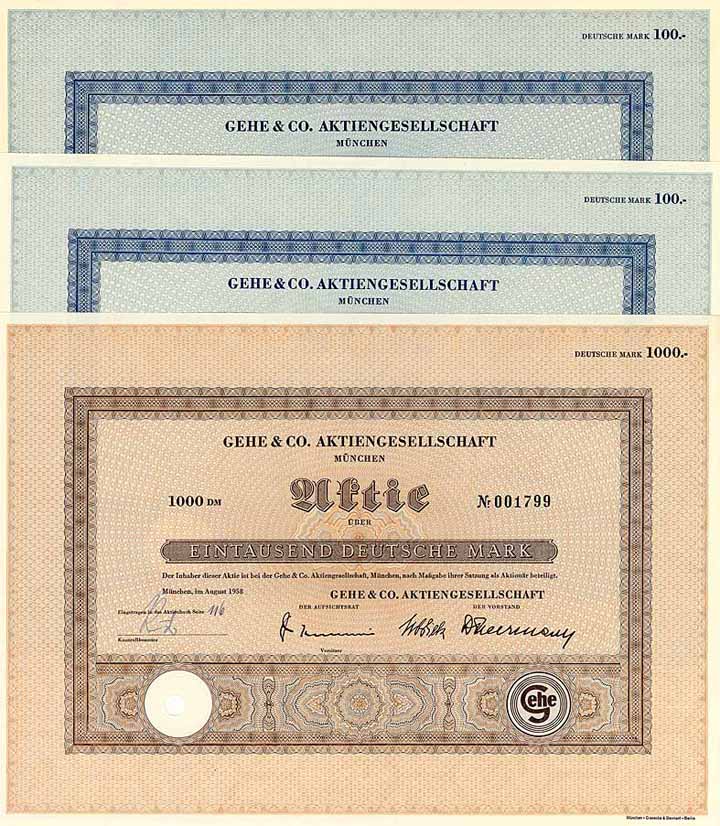 DEUTSCHE MARK 100.-
GEHE & CO. AKTIENGESELLSCHAFT
MÜNCHEN
DEUTSCHE MARK 100.-
GEHE & CO. AKTIENGESELLSCHAFT
MÜNCHEN
DEUTSCHE MARK 1000.-
GEHE & CO. AKTIENGESELLSCHAFT
MÜNCHEN
1000 DM Aktie № 001799
ÜBER
EINTAUSEND DEUTSCHE MARK
Der Inhaber dieser Aktie ist bei der Gehe & Co. Aktiengesellschaft, München, nach Maßgabe ihrer Satzung als Aktionär beteiligt.
München, im August 1958
GEHE & CO. AKTIENGESELLSCHAFT
DER AUFSICHTSRAT DER VORSTAND
Eingetragen in das Aktienbuch Seite 116
Kontrollbeamter
Vorsitzer
Gehe